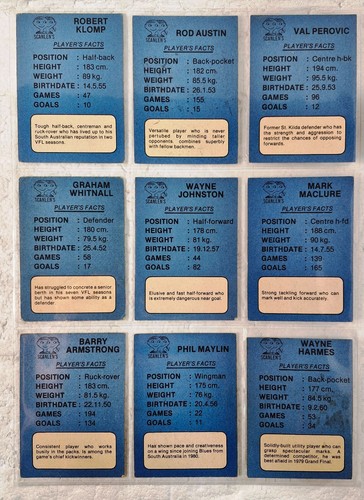 SCANLEN'S
ROBERT
KLOMP
PLAYER'S FACTS
POSITION : Half-back
HEIGHT : 183 cm.
WEIGHT : 89 kg.
BIRTHDATE : 14.5.55
GAMES : 47
GOALS : 10
Tough half-back, centreman and
ruck-rover who has lived up to his
South Australian reputation in two
VFL seasons.
SCANLEN'S
ROD AUSTIN
PLAYER'S FACTS
POSITION : Back-pocket
HEIGHT : 182 cm.
WEIGHT : 85.5 kg.
BIRTHDATE : 26.1.53
GAMES : 155
GOALS : 15
Versatile player who is never
perturbed by minding taller
opponents combines superbly
with fellow backman.
SCANLEN'S
VAL PEROVIC
PLAYER'S FACTS
POSITION : Centre h-bk
HEIGHT : 194 cm.
WEIGHT : 95.5 kg.
BIRTHDATE : 25.9.53
GAMES : 96
GOALS : 12
Former St. Kilda defender who has
the strength and aggression to
restrict the chances of opposing
forwards.
SCANLEN'S
GRAHAM
WHITNALL
PLAYER'S FACTS
POSITION : Defender
HEIGHT : 180 cm.
WEIGHT : 79.5 kg.
BIRTHDATE : 25.4.52
GAMES : 58
GOALS : 17
Has struggled to concrete a senior
berth in his seven VFL seasons
but has shown some ability as a
defender.
SCANLEN'S
WAYNE
JOHNSTON
PLAYER'S FACTS
POSITION : Half-forward
HEIGHT : 178 cm.
WEIGHT : 81 kg.
BIRTHDATE : 19.12.57
GAMES : 44
GOALS : 82
Elusive and fast half-forward who
is extremely dangerous near goal.
SCANLEN'S
MARK
MACLURE
PLAYER'S FACTS
POSITION : Centre h-fd
HEIGHT : 188 cm.
WEIGHT : 90 kg.
BIRTHDATE : 14.7.55
GAMES : 139
GOALS : 165
Strong tackling forward who can
mark well and kick accurately.
SCANLEN'S
BARRY
ARMSTRONG
PLAYER'S FACTS
POSITION : Ruck-rover
HEIGHT : 183 cm.
WEIGHT : 81.5 kg.
BIRTHDATE : 22.11.50
GAMES : 194
GOALS : 134
Consistent player who works
busily in the packs, is among the
game's chief kickwinners.
SCANLEN'S
PHIL MAYLIN
PLAYER'S FACTS
POSITION : Wingman
HEIGHT : 175 cm.
WEIGHT : 76 kg.
BIRTHDATE : 20.4.56
GAMES : 22
GOALS : 11
Has shown pace and creativeness
on a wing since joining Blues from
South Australia in 1980.
SCANLEN'S
WAYNE
HARMES
PLAYER'S FACTS
POSITION : Back-pocket
HEIGHT : 177 cm.
WEIGHT : 84.5 kg.
BIRTHDATE : 9.2.60
GAMES : 53
GOALS : 34
Solidly-built utility player who can
grasp spectacular marks. A
determined competitor, he was
best afield in 1979 Grand Final.